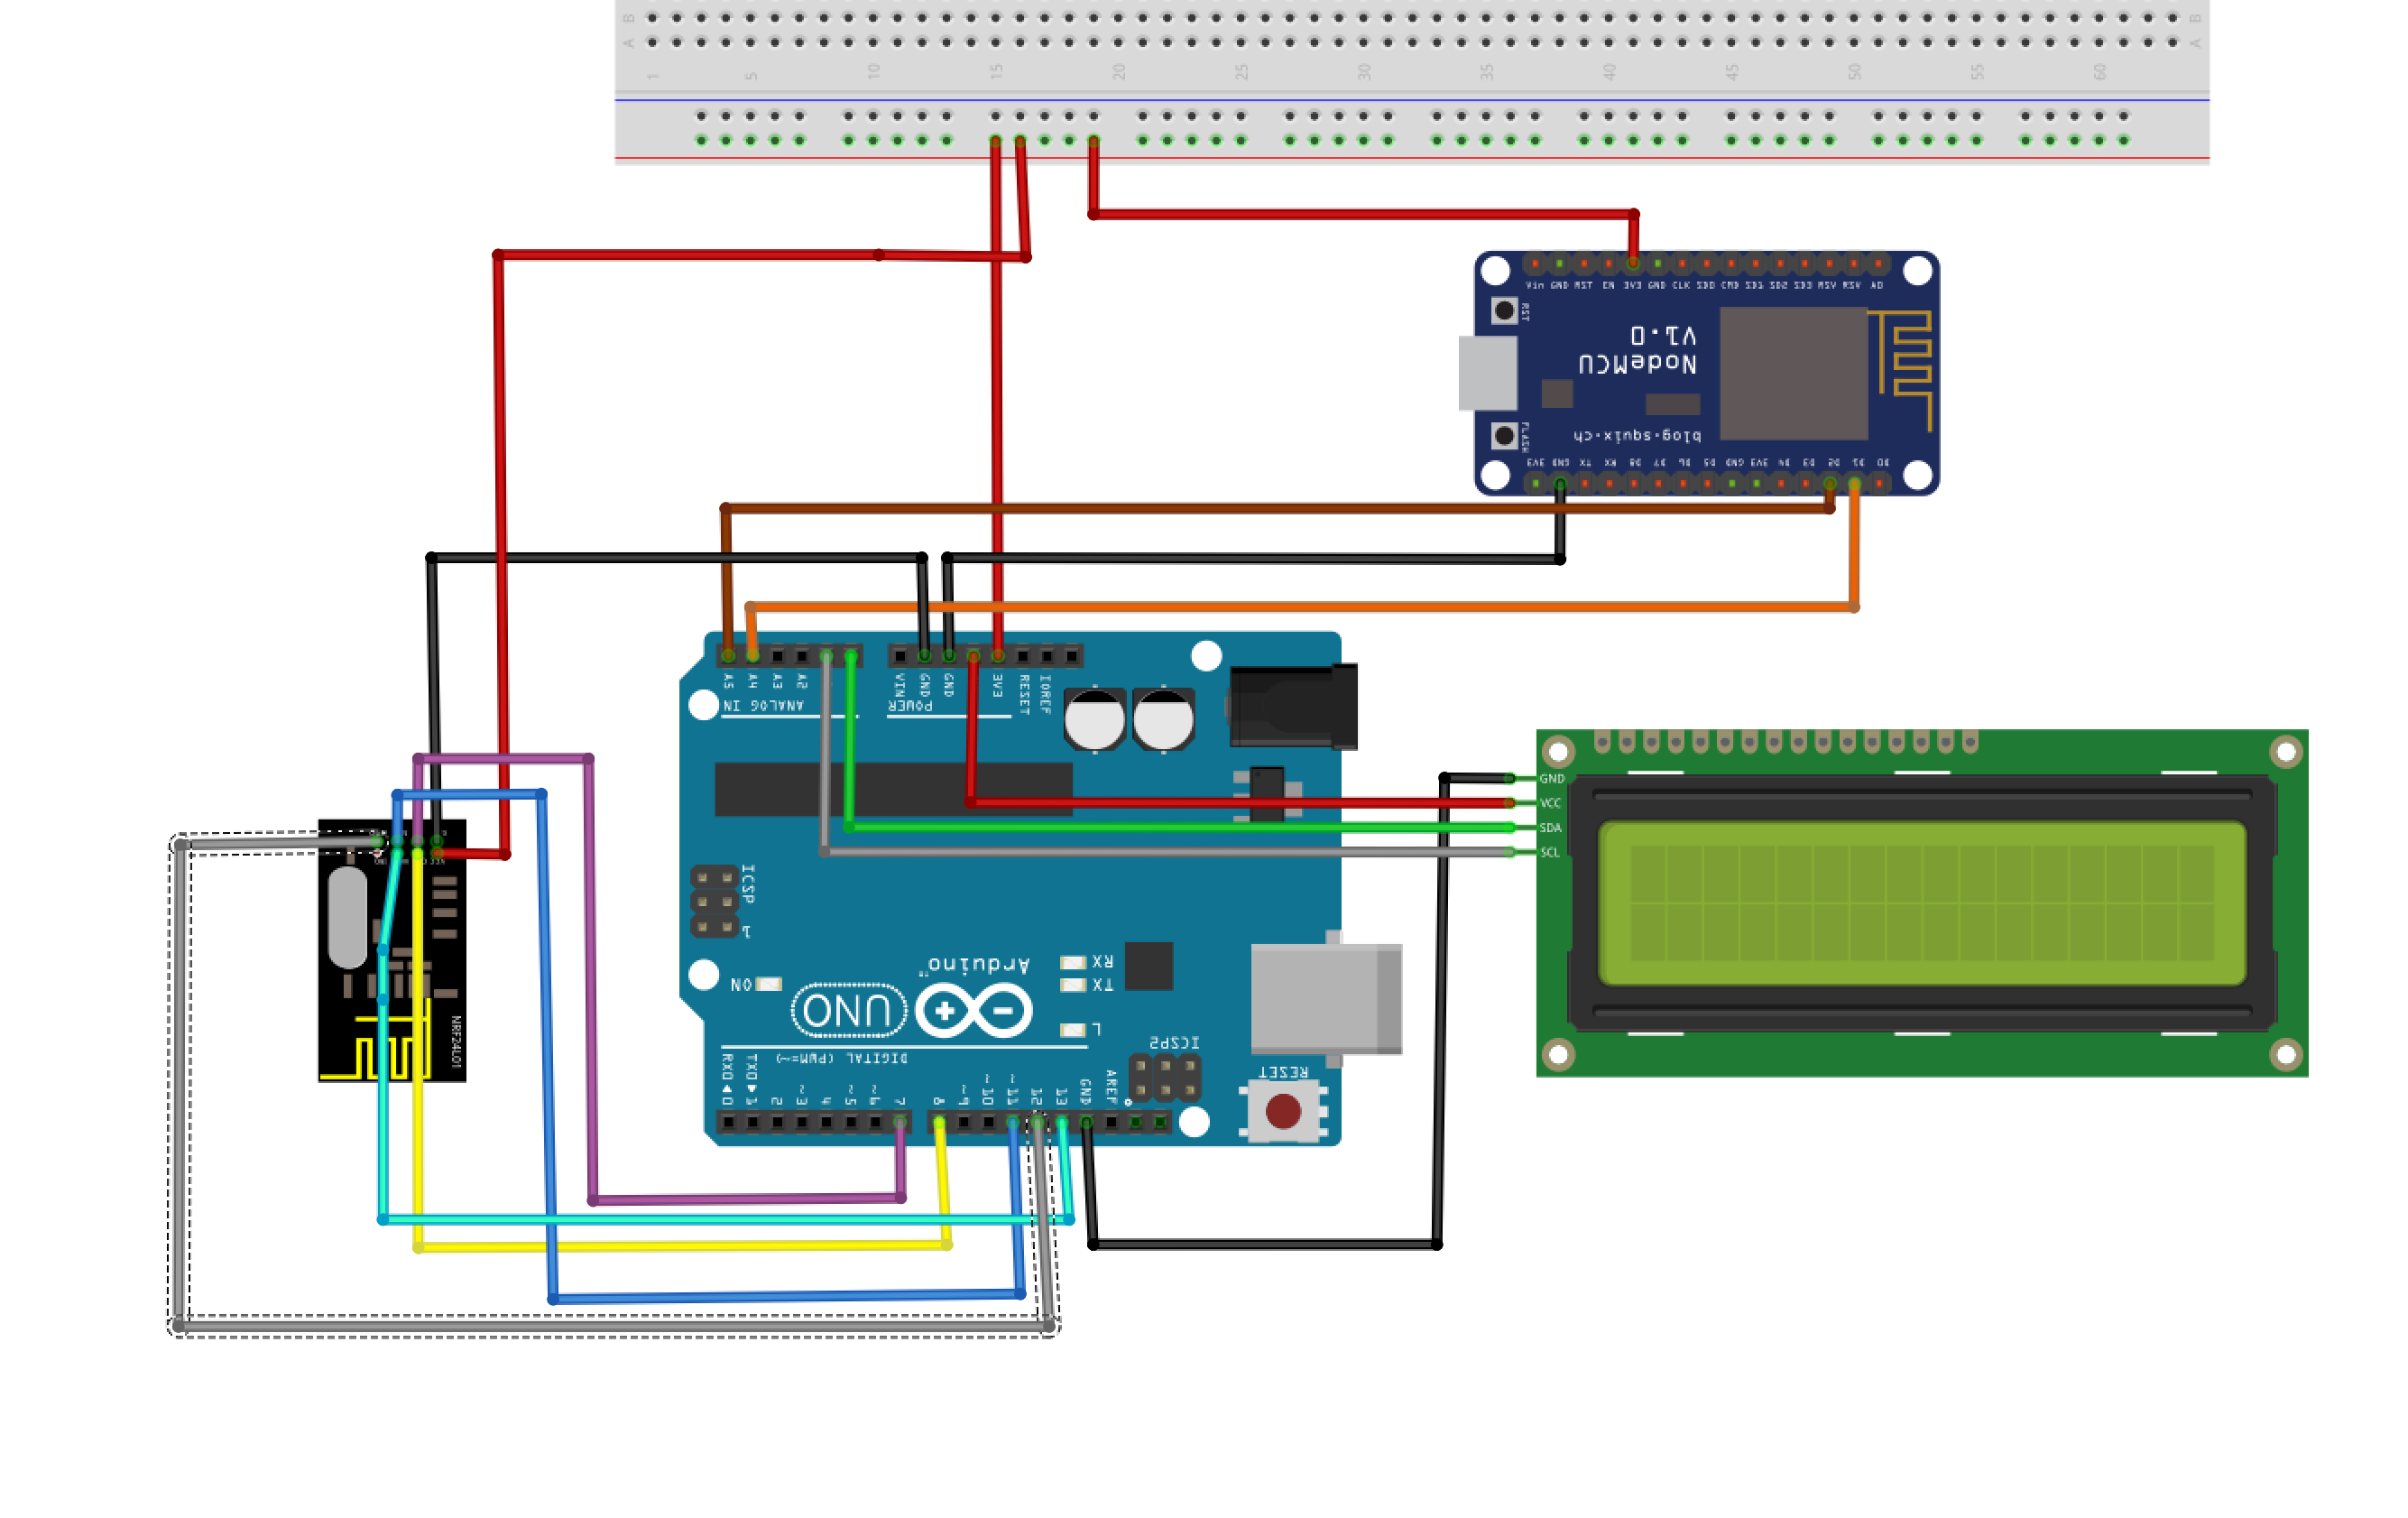 B B
A A
1 5 10 15 20 25 30 35 40 45 50 55 60
Vin GND RST EN 3V3 GND CLK SD0 CMD SD1 SD2 SD3 RSV RSV A0
RST
V1.0
NodeMCU
blog.squix.ch
FLASH
3V3 GND TX RX D8 D7 D6 D5 GND 3V3 D4 D3 D2 D1 D0
A5 A4 A3 A2 VIN GND GND 3V3 RESET IOREF
ANALOG IN
POWER
GND
VCC
SDA
SCL
ICSP
1
NRF24L01
ON
Arduino™
UNO
RX
TX
L
ICSP2
DIGITAL (PWM=~)
RX0◄0 TX0►1 2 ~3 4 ~5 ~6 7 8 ~9 ~10 ~11 12 13 GND AREF
RESET